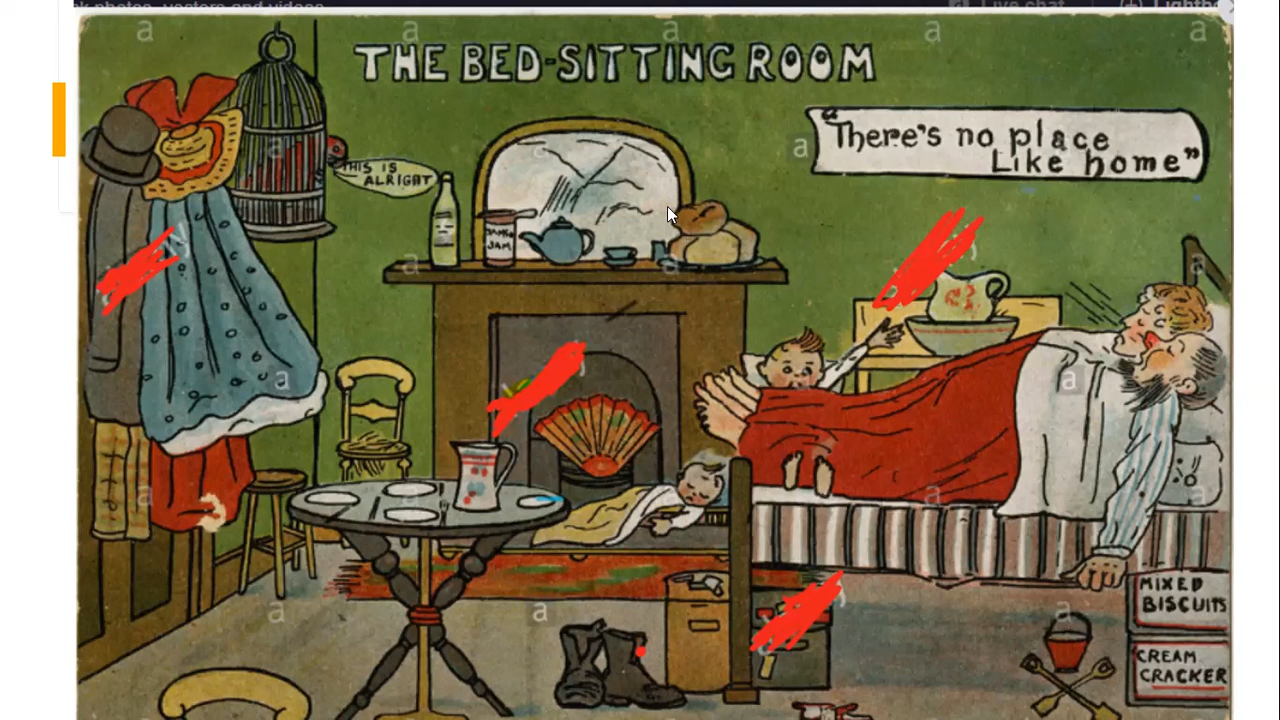 THE BED-SITTING ROOM
"There's no place
Like home"
THIS IS
ALRIGHT
JAM
MIXED
BISCUITS
CREAM
CRACKER